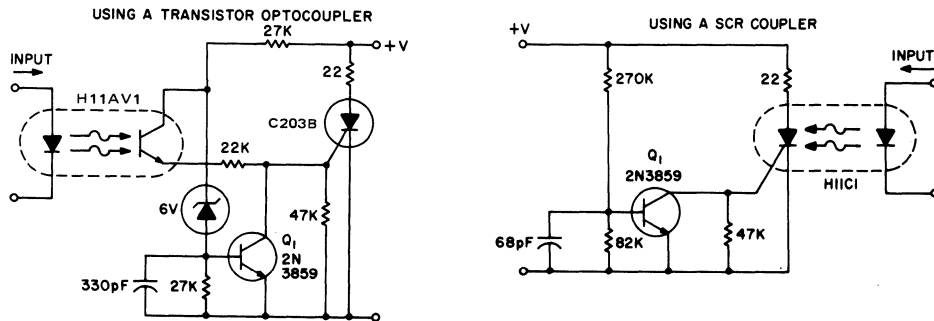 USING A TRANSISTOR OPTOCOUPLER
27K
+V
INPUT
22
H11AV1
C203B
22K
6V
47K
Q1
2N
3859
330pF
27K
USING A SCR COUPLER
+V
INPUT
270K
22
Q1
2N3859
H11C1
68pF
82K
47K